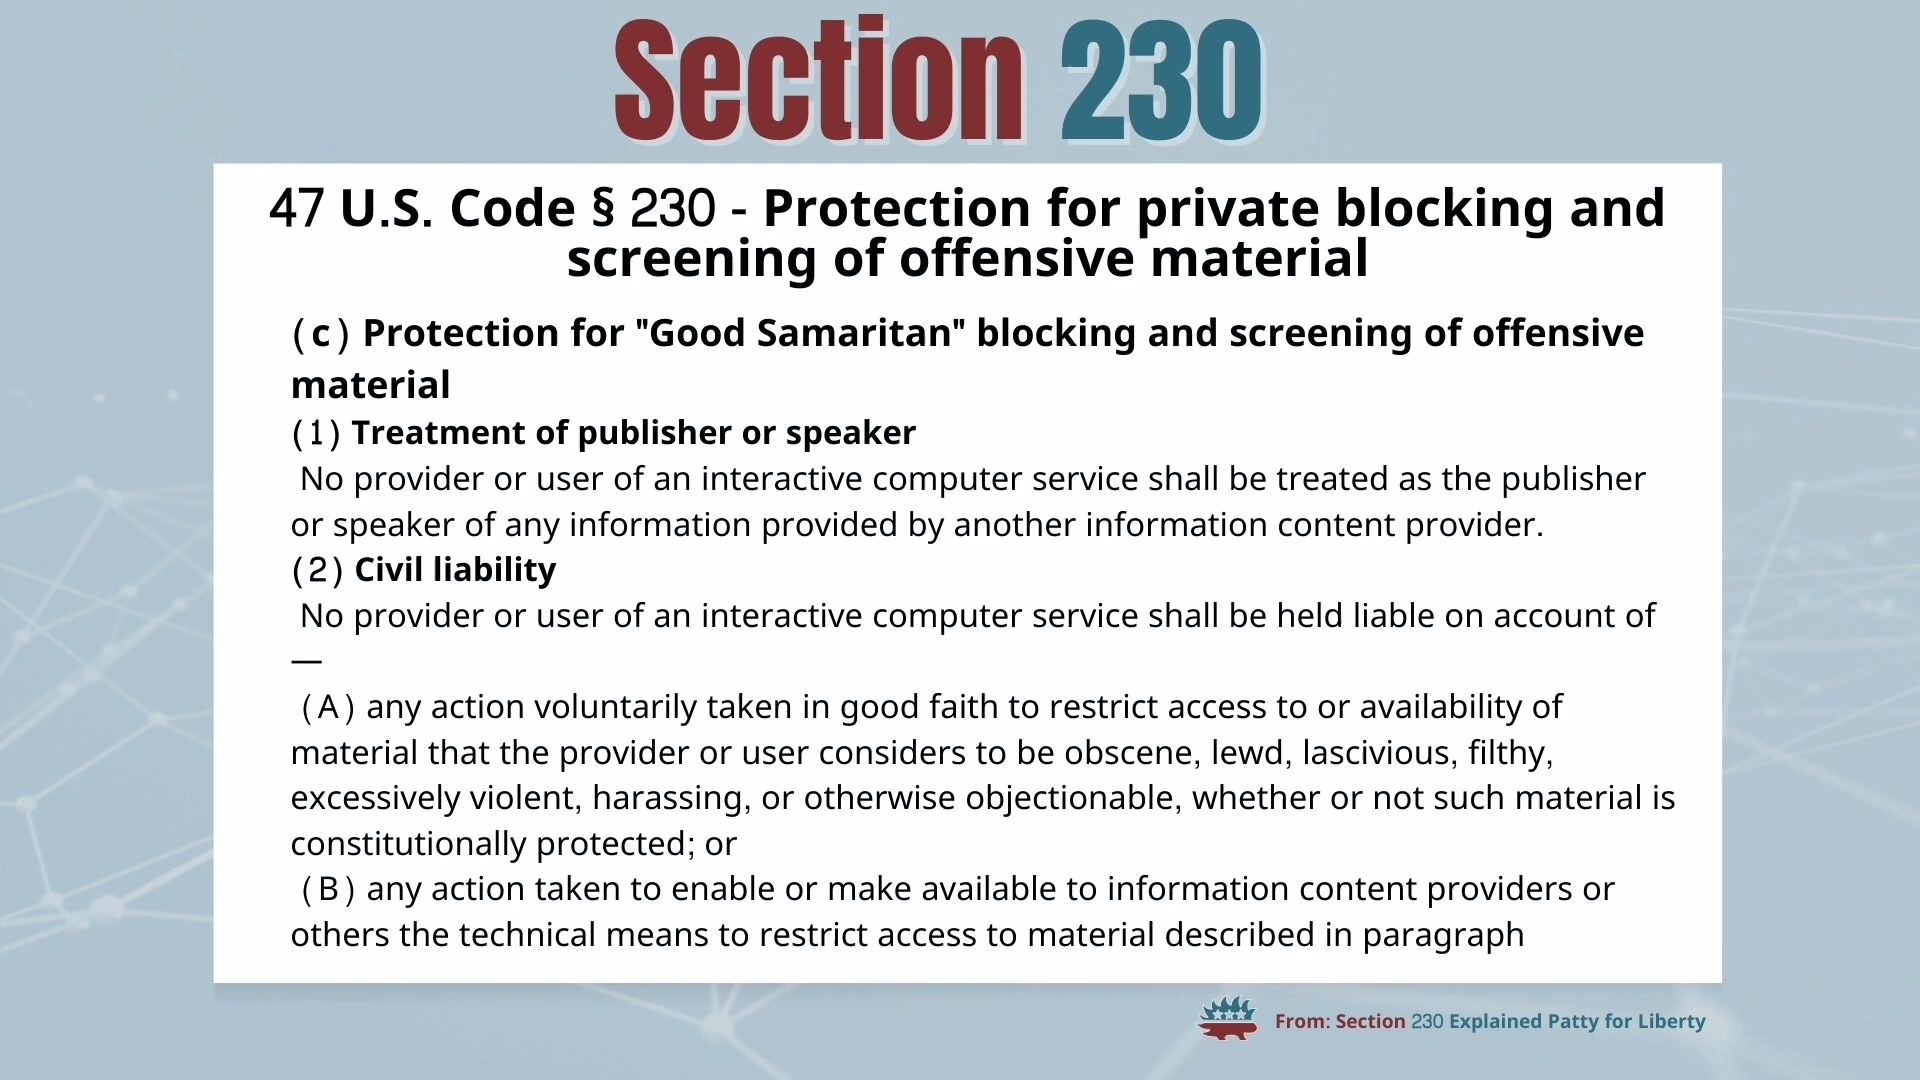 Section 230
47 U.S. Code § 230 - Protection for private blocking and
screening of offensive material
(c) Protection for "Good Samaritan" blocking and screening of offensive
material
(1) Treatment of publisher or speaker
No provider or user of an interactive computer service shall be treated as the publisher
or speaker of any information provided by another information content provider.
(2) Civil liability
No provider or user of an interactive computer service shall be held liable on account of
—
(A) any action voluntarily taken in good faith to restrict access to or availability of
material that the provider or user considers to be obscene, lewd, lascivious, filthy,
excessively violent, harassing, or otherwise objectionable, whether or not such material is
constitutionally protected; or
(B) any action taken to enable or make available to information content providers or
others the technical means to restrict access to material described in paragraph
From: Section 230 Explained Patty for Liberty